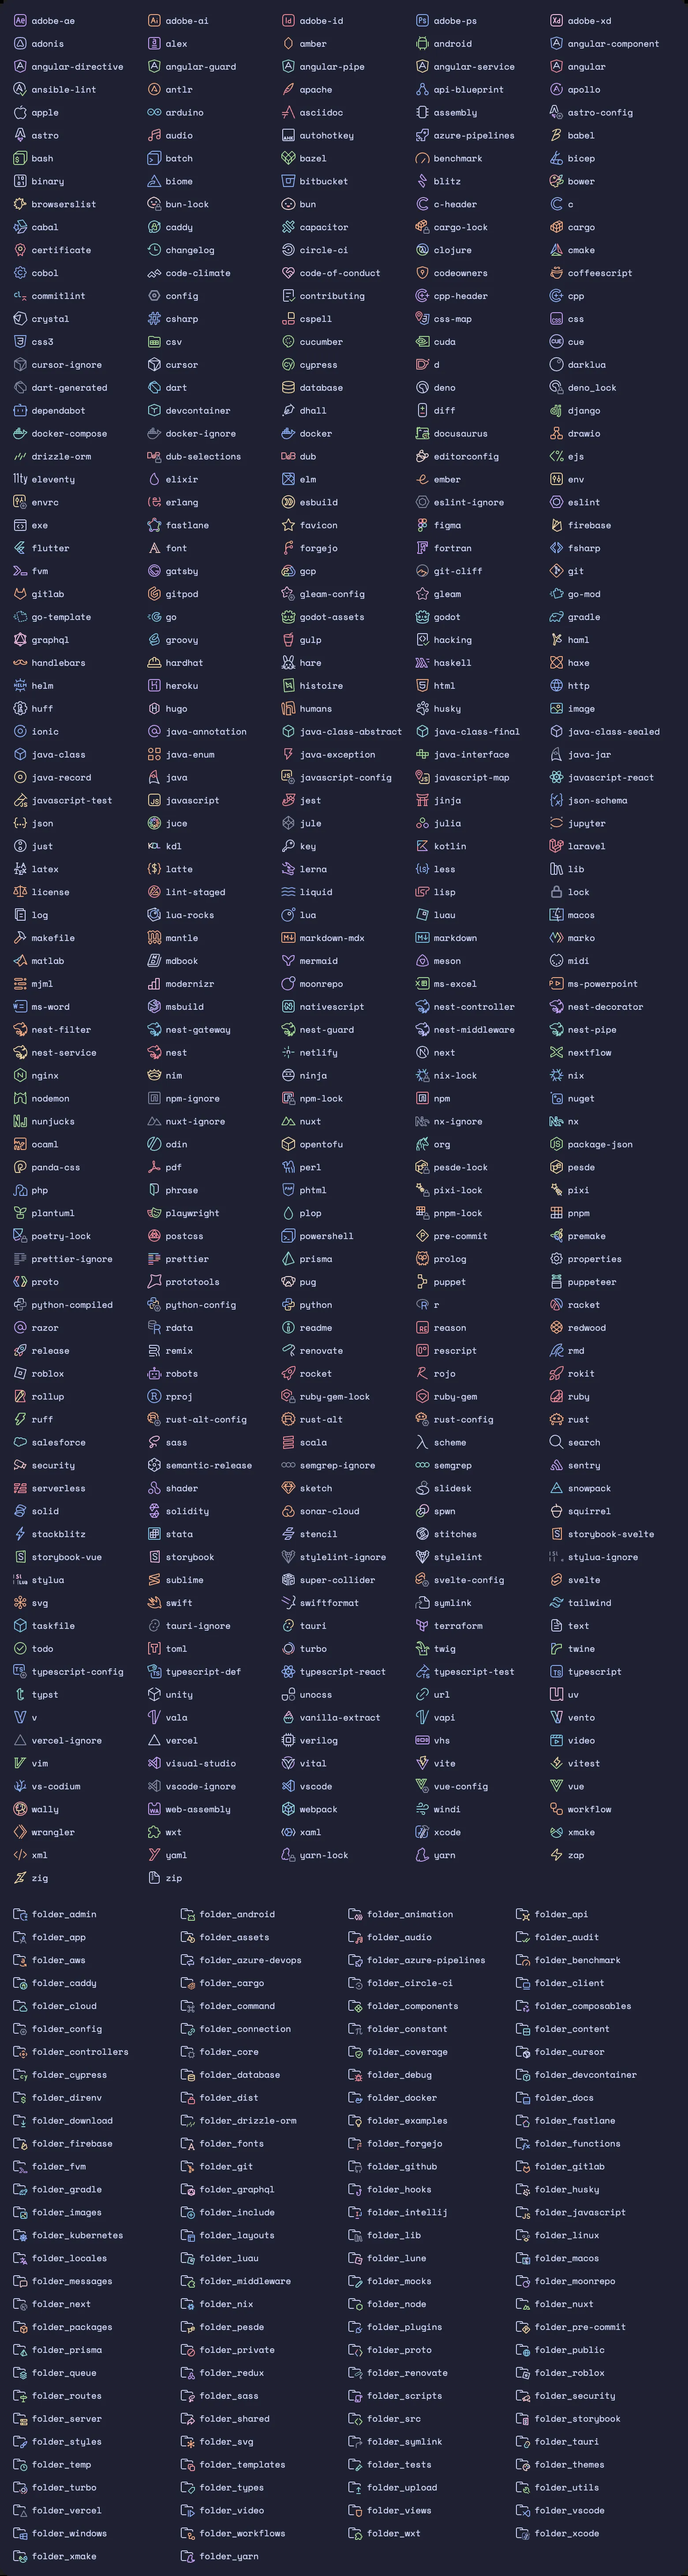 adobe-ae adobe-ai adobe-id adobe-ps adobe-xd
adonis alex amber android angular-component
angular-directive angular-guard angular-pipe angular-service angular
ansible-lint antlr apache api-blueprint apollo
apple arduino asciidoc assembly astro-config
astro audio autohotkey azure-pipelines babel
bash batch bazel benchmark bicep
binary biome bitbucket blitz bower
browserslist bun-lock bun c-header c
cabal caddy capacitor cargo-lock cargo
certificate changelog circle-ci clojure cmake
cobol code-climate code-of-conduct codeowners coffeescript
commitlint config contributing cpp-header cpp
crystal csharp cspell css-map css
css3 csv cucumber cuda cue
cursor-ignore cursor cypress d darklua
dart-generated dart database deno deno_lock
dependabot devcontainer dhall diff django
docker-compose docker-ignore docker docusaurus drawio
drizzle-orm dub-selections dub editorconfig ejs
eleventy elixir elm ember env
envrc erlang esbuild eslint-ignore eslint
exe fastlane favicon figma firebase
flutter font forgejo fortran fsharp
fvm gatsby gcp git-cliff git
gitlab gitpod gleam-config gleam go-mod
go-template go godot-assets godot gradle
graphql groovy gulp hacking haml
handlebars hardhat hare haskell haxe
helm heroku histoire html http
huff hugo humans husky image
ionic java-annotation java-class-abstract java-class-final java-class-sealed
java-class java-enum java-exception java-interface java-jar
java-record java javascript-config javascript-map javascript-react
javascript-test javascript jest jinja json-schema
json juce jule julia jupyter
just kdl key kotlin laravel
latex latte lerna less lib
license lint-staged liquid lisp lock
log lua-rocks lua luau macos
makefile mantle markdown-mdx markdown marko
matlab mdbook mermaid meson midi
mjml modernizr moonrepo ms-excel ms-powerpoint
ms-word msbuild nativescript nest-controller nest-decorator
nest-filter nest-gateway nest-guard nest-middleware nest-pipe
nest-service nest netlify next nextflow
nginx nim ninja nix-lock nix
nodemon npm-ignore npm-lock npm nuget
nunjucks nuxt-ignore nuxt nx-ignore nx
ocaml odin opentofu org package-json
panda-css pdf perl pesde-lock pesde
php phrase phtml pixi-lock pixi
plantuml playwright plop pnpm-lock pnpm
poetry-lock postcss powershell pre-commit premake
prettier-ignore prettier prisma prolog properties
proto prototools pug puppet puppeteer
python-compiled python-config python r racket
razor rdata readme reason redwood
release remix renovate rescript rmd
roblox robots rocket rojo rokit
rollup rproj ruby-gem-lock ruby-gem ruby
ruff rust-alt-config rust-alt rust-config rust
salesforce sass scala scheme search
security semantic-release semgrep-ignore semgrep sentry
serverless shader sketch slidesk snowpack
solid solidity sonar-cloud spwn squirrel
stackblitz stata stencil stitches storybook-svelte
storybook-vue storybook stylelint-ignore stylelint stylua-ignore
stylua sublime super-collider svelte-config svelte
svg swift swiftformat symlink tailwind
taskfile tauri-ignore tauri terraform text
todo toml turbo twig twine
typescript-config typescript-def typescript-react typescript-test typescript
typst unity unocss url uv
v vala vanilla-extract vapi vento
vercel-ignore vercel verilog vhs video
vim visual-studio vital vite vitest
vs-codium vscode-ignore vscode vue-config vue
wally web-assembly webpack windi workflow
wrangler wxt xaml xcode xmake
xml yaml yarn-lock yarn zap
zig zip
folder_admin folder_android folder_animation folder_api
folder_app folder_assets folder_audio folder_audit
folder_aws folder_azure-devops folder_azure-pipelines folder_benchmark
folder_caddy folder_cargo folder_circle-ci folder_client
folder_cloud folder_command folder_components folder_composables
folder_config folder_connection folder_constant folder_content
folder_controllers folder_core folder_coverage folder_cursor
folder_cypress folder_database folder_debug folder_devcontainer
folder_direnv folder_dist folder_docker folder_docs
folder_download folder_drizzle-orm folder_examples folder_fastlane
folder_firebase folder_fonts folder_forgejo folder_functions
folder_fvm folder_git folder_github folder_gitlab
folder_gradle folder_graphql folder_hooks folder_husky
folder_images folder_include folder_intellij folder_javascript
folder_kubernetes folder_layouts folder_lib folder_linux
folder_locales folder_luau folder_lune folder_macos
folder_messages folder_middleware folder_mocks folder_moonrepo
folder_next folder_nix folder_node folder_nuxt
folder_packages folder_pesde folder_plugins folder_pre-commit
folder_prisma folder_private folder_proto folder_public
folder_queue folder_redux folder_renovate folder_roblox
folder_routes folder_sass folder_scripts folder_security
folder_server folder_shared folder_src folder_storybook
folder_styles folder_svg folder_symlink folder_tauri
folder_temp folder_templates folder_tests folder_themes
folder_turbo folder_types folder_upload folder_utils
folder_vercel folder_video folder_views folder_vscode
folder_windows folder_workflows folder_wxt folder_xcode
folder_xmake folder_yarn